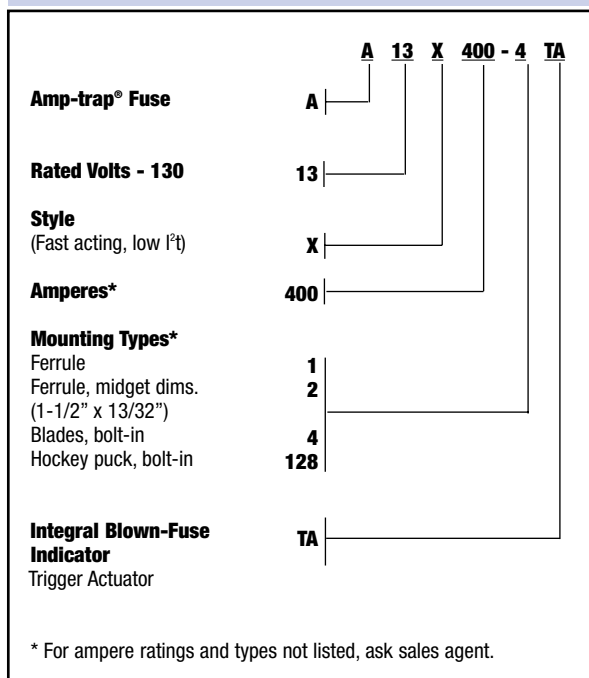 A 13 X 400 - 4 TA
Amp-trap® Fuse A
Rated Volts - 130 13
Style
(Fast acting, low I²t) X
Amperes* 400
Mounting Types*
Ferrule 1
Ferrule, midget dims. 2
(1-1/2” x 13/32”)
Blades, bolt-in 4
Hockey puck, bolt-in 128
Integral Blown-Fuse TA
Indicator
Trigger Actuator
* For ampere ratings and types not listed, ask sales agent.